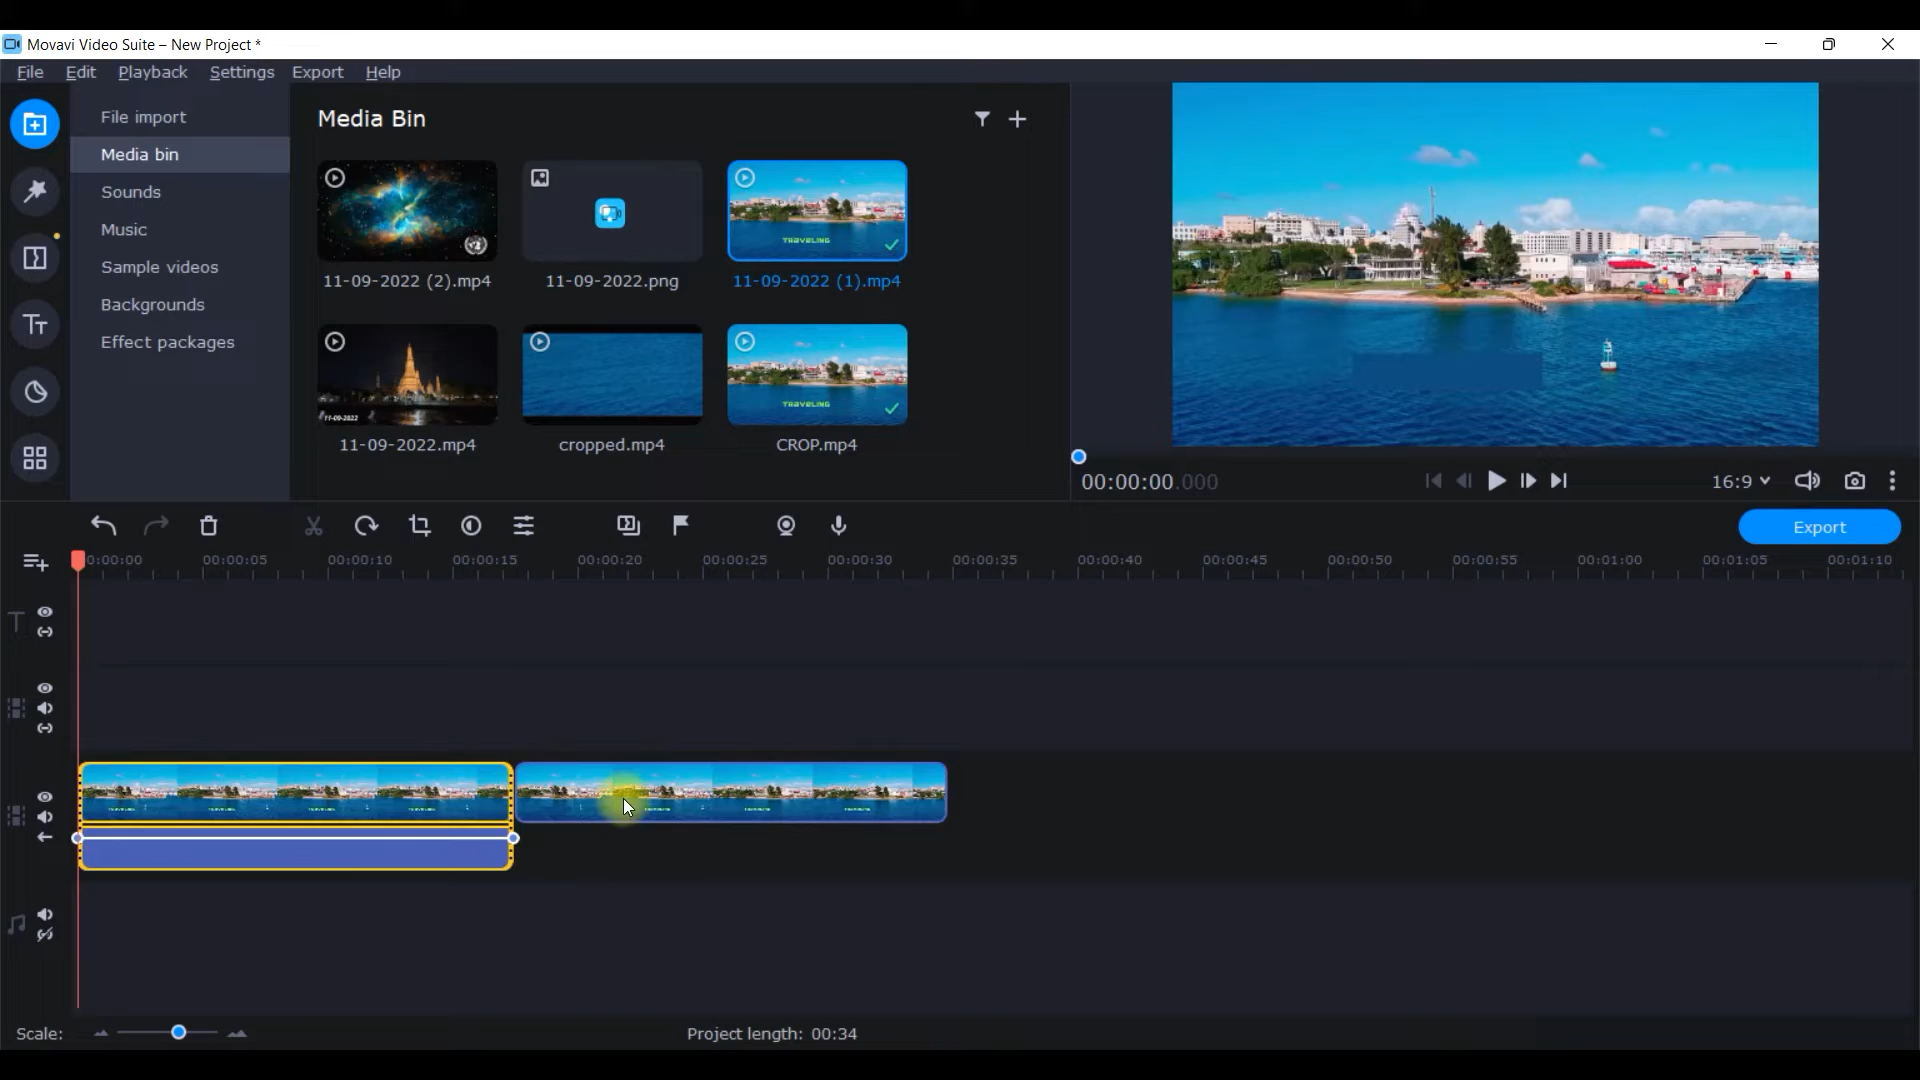 Movavi Video Suite – New Project *
File Edit Playback Settings Export Help
File import
Media bin
Sounds
Music
Sample videos
Backgrounds
Effect packages
Media Bin
TRAVELING
11-09-2022 (2).mp4 11-09-2022.png 11-09-2022 (1).mp4
11-09-2022
TRAVELING
11-09-2022.mp4 cropped.mp4 CROP.mp4
00:00:00.000
16:9
Export
00:00:00 00:00:05 00:00:10 00:00:15 00:00:20 00:00:25 00:00:30 00:00:35 00:00:40 00:00:45 00:00:50 00:00:55 00:01:00 00:01:05 00:01:10
Scale:
Project length: 00:34